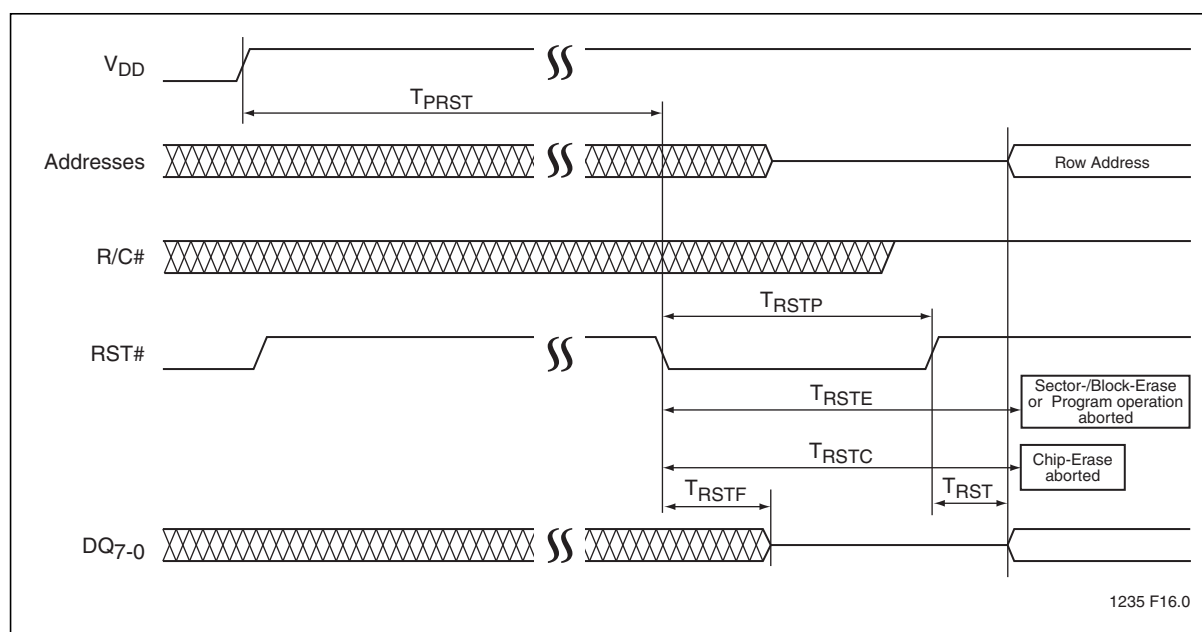 VDD
TPRST
Addresses
Row Address
R/C#
TRSTP
RST#
TRSTE
Sector-/Block-Erase
or Program operation
aborted
TRSTC
Chip-Erase
aborted
TRSTF
TRST
DQ7-0
1235 F16.0